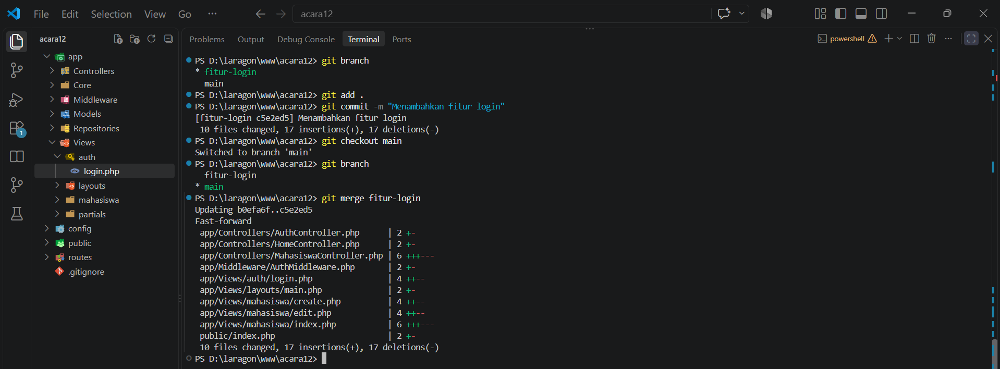 File Edit Selection View Go ··· acara12
acara12
app
Controllers
Core
Middleware
Models
Repositories
Views
auth
login.php
layouts
mahasiswa
partials
config
public
routes
.gitignore
1
Problems Output Debug Console Terminal Ports
powershell
PS D:\laragon\www\acara12> git branch
* fitur-login
main
PS D:\laragon\www\acara12> git add .
PS D:\laragon\www\acara12> git commit -m "Menambahkan fitur login"
[fitur-login c5e2ed5] Menambahkan fitur login
10 files changed, 17 insertions(+), 17 deletions(-)
PS D:\laragon\www\acara12> git checkout main
Switched to branch 'main'
PS D:\laragon\www\acara12> git branch
fitur-login
* main
PS D:\laragon\www\acara12> git merge fitur-login
Updating b0efa6f..c5e2ed5
Fast-forward
app/Controllers/AuthController.php | 2 +-
app/Controllers/HomeController.php | 2 +-
app/Controllers/MahasiswaController.php | 6 +++---
app/Middleware/AuthMiddleware.php | 2 +-
app/Views/auth/login.php | 4 ++--
app/Views/layouts/main.php | 2 +-
app/Views/mahasiswa/create.php | 4 ++--
app/Views/mahasiswa/edit.php | 4 ++--
app/Views/mahasiswa/index.php | 6 +++---
public/index.php | 2 +-
10 files changed, 17 insertions(+), 17 deletions(-)
PS D:\laragon\www\acara12>